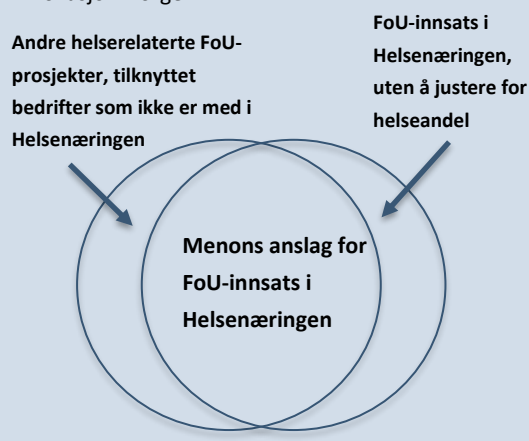 Andre helserelaterte FoU-
prosjekter, tilknyttet
bedrifter som ikke er med i
Helsenæringen
FoU-innsats i
Helsenæringen,
uten å justere for
helseandel
Menons anslag for
FoU-innsats i
Helsenæringen